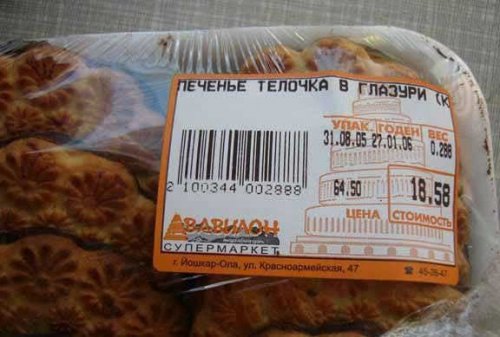 ПЕЧЕНЬЕ ТЕЛОЧКА В ГЛАЗУРИ (К
УПАК ГОДЕН ВЕС
31.08.05 27.01.06 0.288
2 100344 002888
64.50 18.58
ЦЕНА СТОИМОСТЬ
ВАВИЛОН
СУПЕРМАРКЕТ
г. Йошкар-Ола, ул. Красноармейская, 47 ☎ 45-26-47